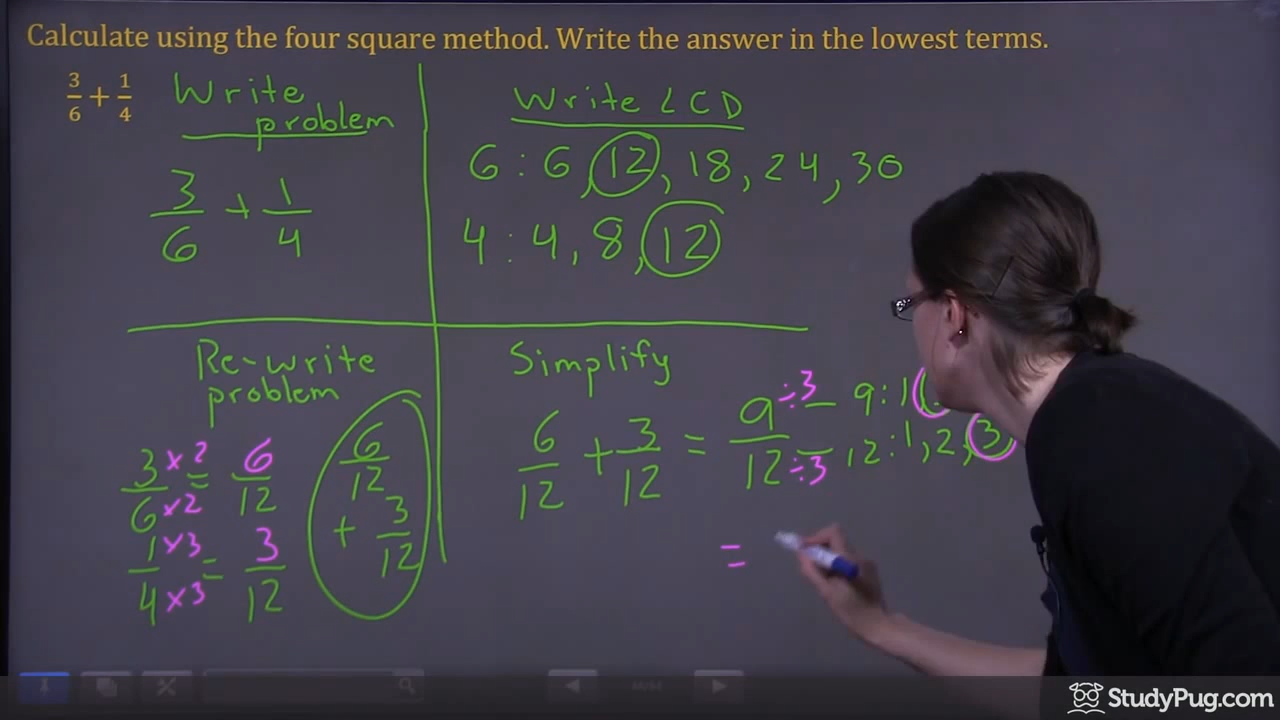 Calculate using the four square method. Write the answer in the lowest terms.
3/6 + 1/4
Write
problem
3/6 + 1/4
Write LCD
6 : 6, 12, 18, 24, 30
4 : 4, 8, 12
Re-write
problem
3/6 ×2/×2 = 6/12
1/4 ×3/×3 = 3/12
6/12
+ 3/12
Simplify
6/12 + 3/12 = 9/12 ÷3/÷3
9 : 1
12 : 1, 2, 3
=
StudyPug.com